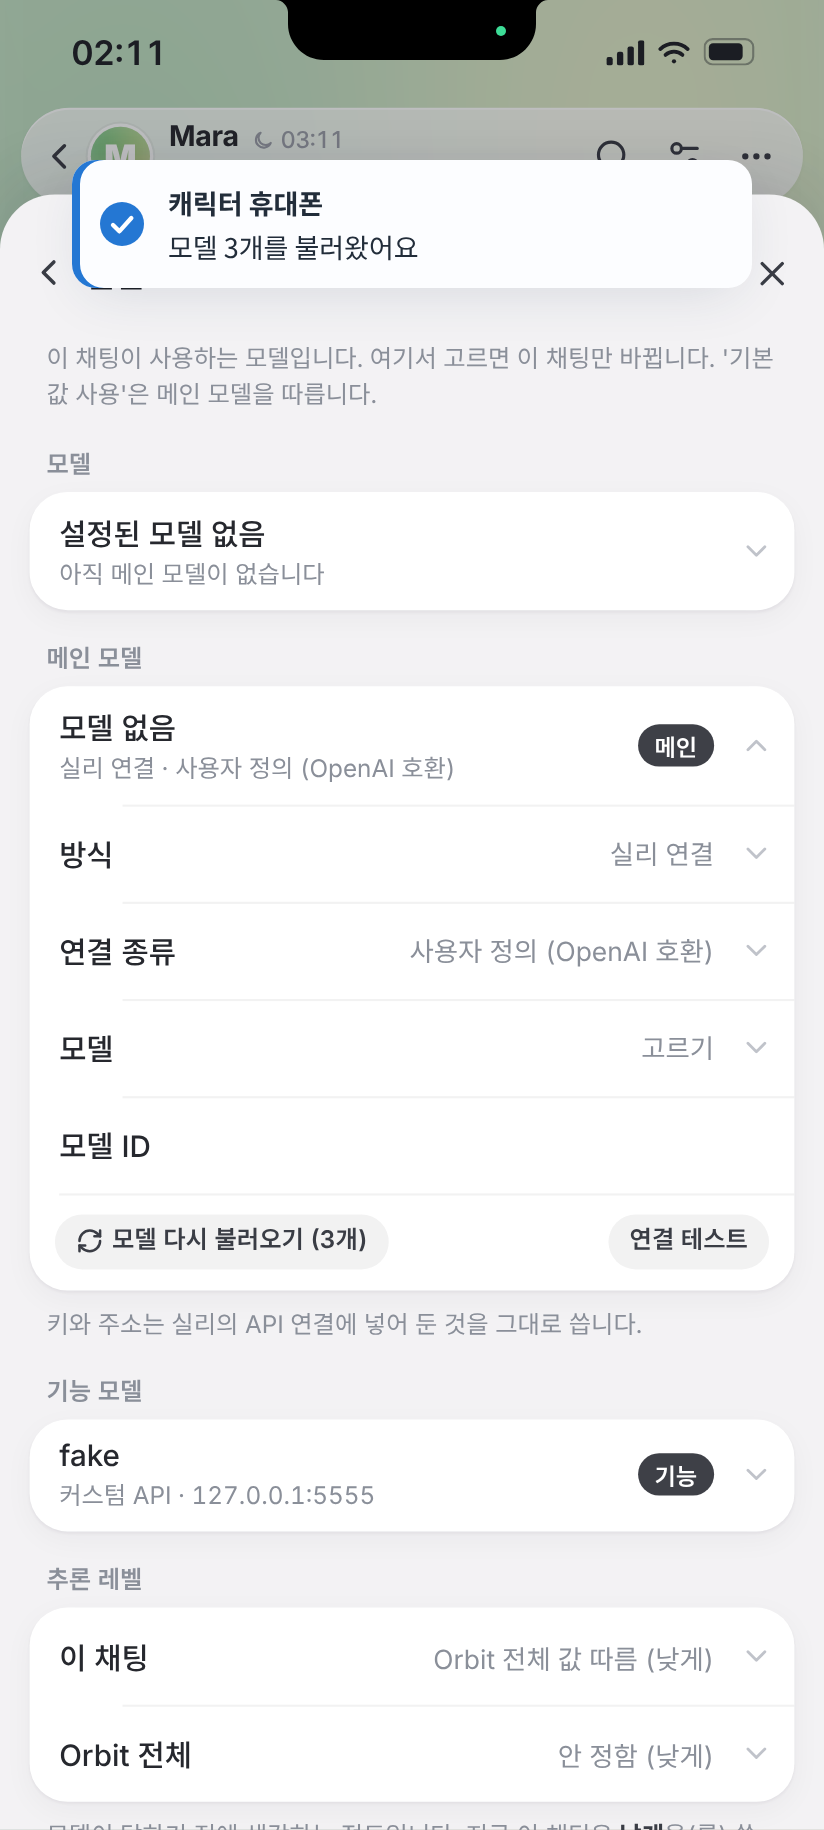 02:11
Mara 03:11
M
캐릭터 휴대폰
모델 3개를 불러왔어요
이 채팅이 사용하는 모델입니다. 여기서 고르면 이 채팅만 바뀝니다. '기본
값 사용'은 메인 모델을 따릅니다.
모델
설정된 모델 없음
아직 메인 모델이 없습니다
메인 모델
모델 없음
실리 연결 · 사용자 정의 (OpenAI 호환)
메인
방식
실리 연결
연결 종류
사용자 정의 (OpenAI 호환)
모델
고르기
모델 ID
모델 다시 불러오기 (3개)
연결 테스트
키와 주소는 실리의 API 연결에 넣어 둔 것을 그대로 씁니다.
기능 모델
fake
커스텀 API · 127.0.0.1:5555
기능
추론 레벨
이 채팅
Orbit 전체 값 따름 (낮게)
Orbit 전체
안 정함 (낮게)